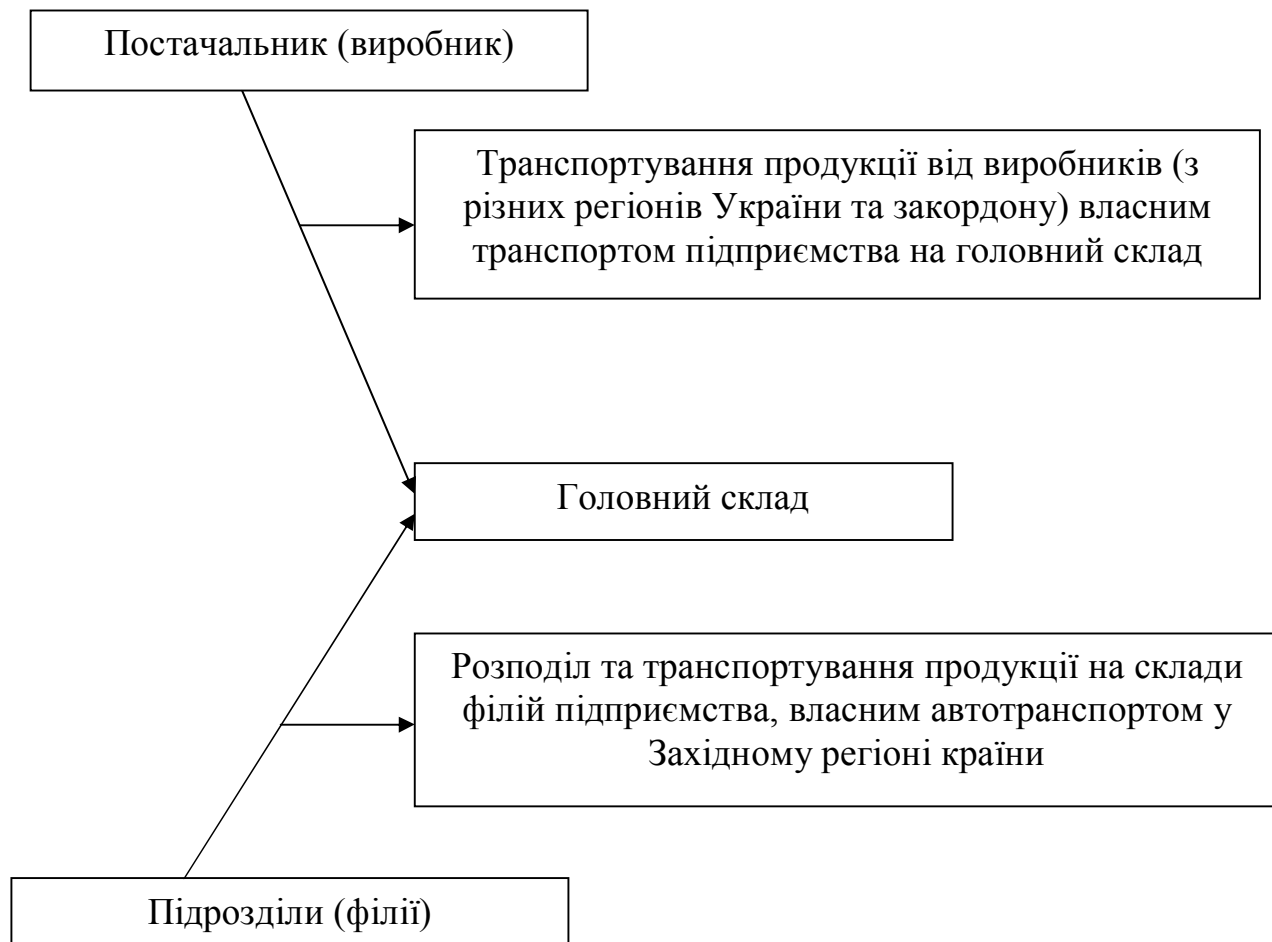 Постачальник (виробник)
Транспортування продукції від виробників (з
різних регіонів України та закордону) власним
транспортом підприємства на головний склад
Головний склад
Розподіл та транспортування продукції на склади
філій підприємства, власним автотранспортом у
Західному регіоні країни
Підрозділи (філії)